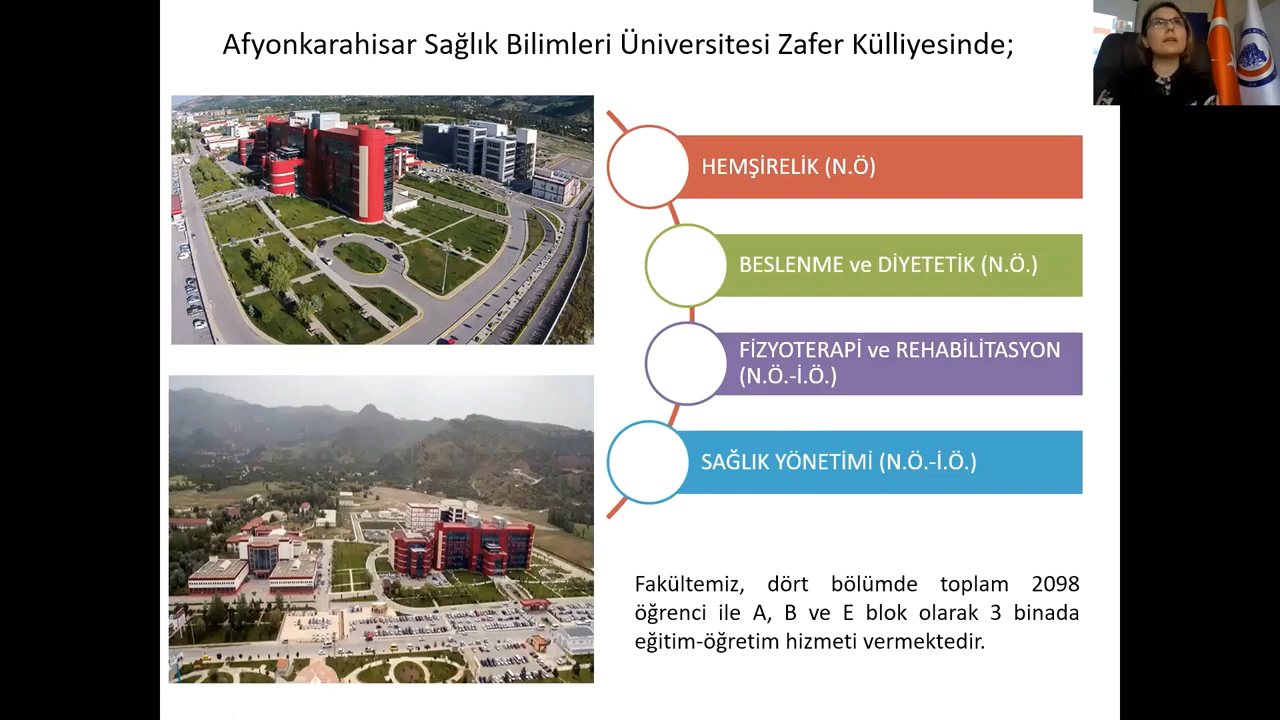 Afyonkarahisar Sağlık Bilimleri Üniversitesi Zafer Külliyesinde;
HEMŞİRELİK (N.Ö)
BESLENME ve DİYETETİK (N.Ö.)
FİZYOTERAPİ ve REHABİLİTASYON
(N.Ö.-İ.Ö.)
SAĞLIK YÖNETİMİ (N.Ö.-İ.Ö.)
Fakültemiz, dört bölümde toplam 2098
öğrenci ile A, B ve E blok olarak 3 binada
eğitim-öğretim hizmeti vermektedir.